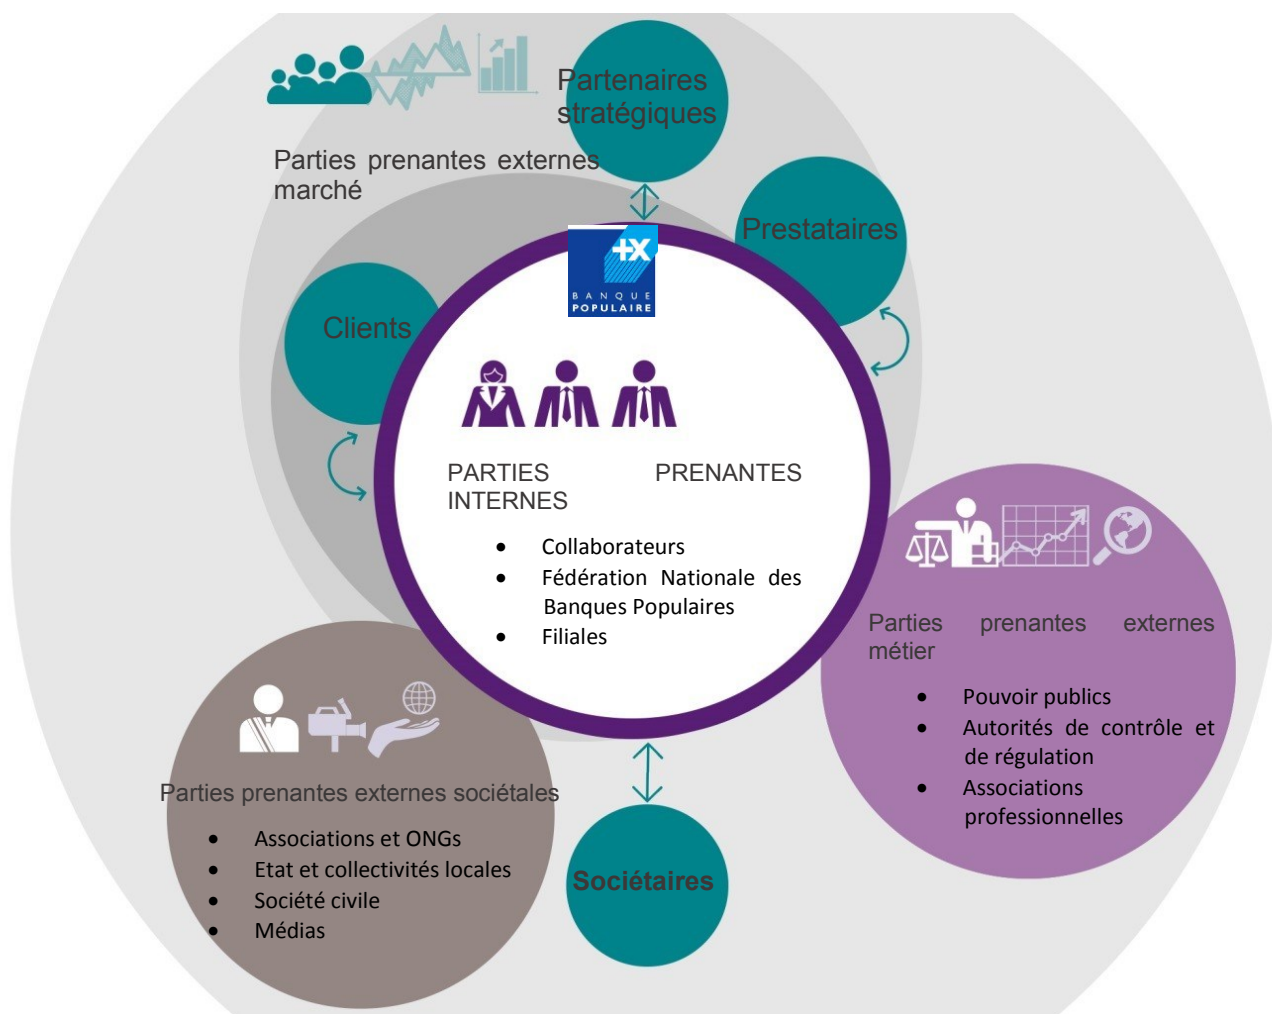 Partenaires
stratégiques
Parties prenantes externes
marché
Prestataires
+X
BANQUE
POPULAIRE
Clients
PARTIES PRENANTES
INTERNES
• Collaborateurs
• Fédération Nationale des
Banques Populaires
• Filiales
Parties prenantes externes
métier
• Pouvoir publics
• Autorités de contrôle et
de régulation
• Associations
professionnelles
Parties prenantes externes sociétales
• Associations et ONGs
• Etat et collectivités locales
• Société civile
• Médias
Sociétaires